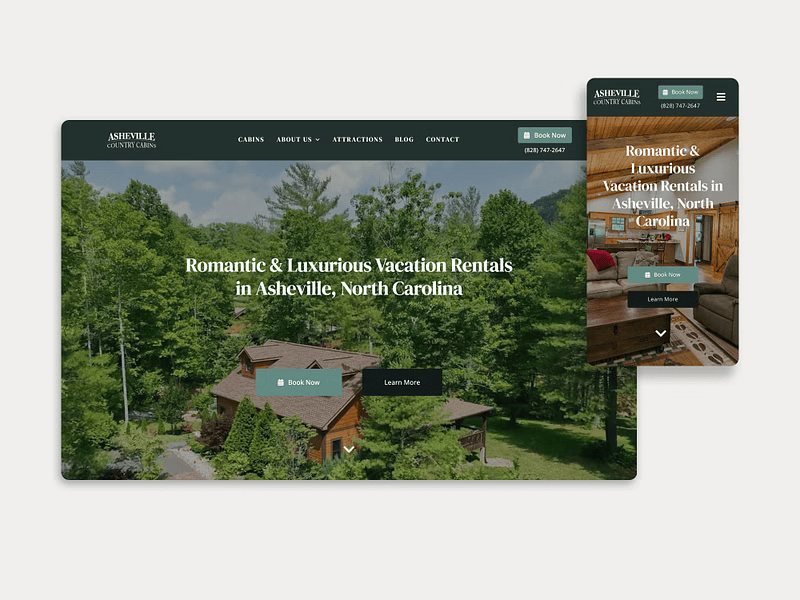 ASHEVILLE
COUNTRY CABINS
CABINS ABOUT US ATTRACTIONS BLOG CONTACT
Book Now
(828) 747-2647
Romantic & Luxurious Vacation Rentals
in Asheville, North Carolina
Book Now
Learn More
ASHEVILLE
COUNTRY CABINS
Book Now
(828) 747-2647
Romantic &
Luxurious
Vacation Rentals in
Asheville, North
Carolina
Book Now
Learn More